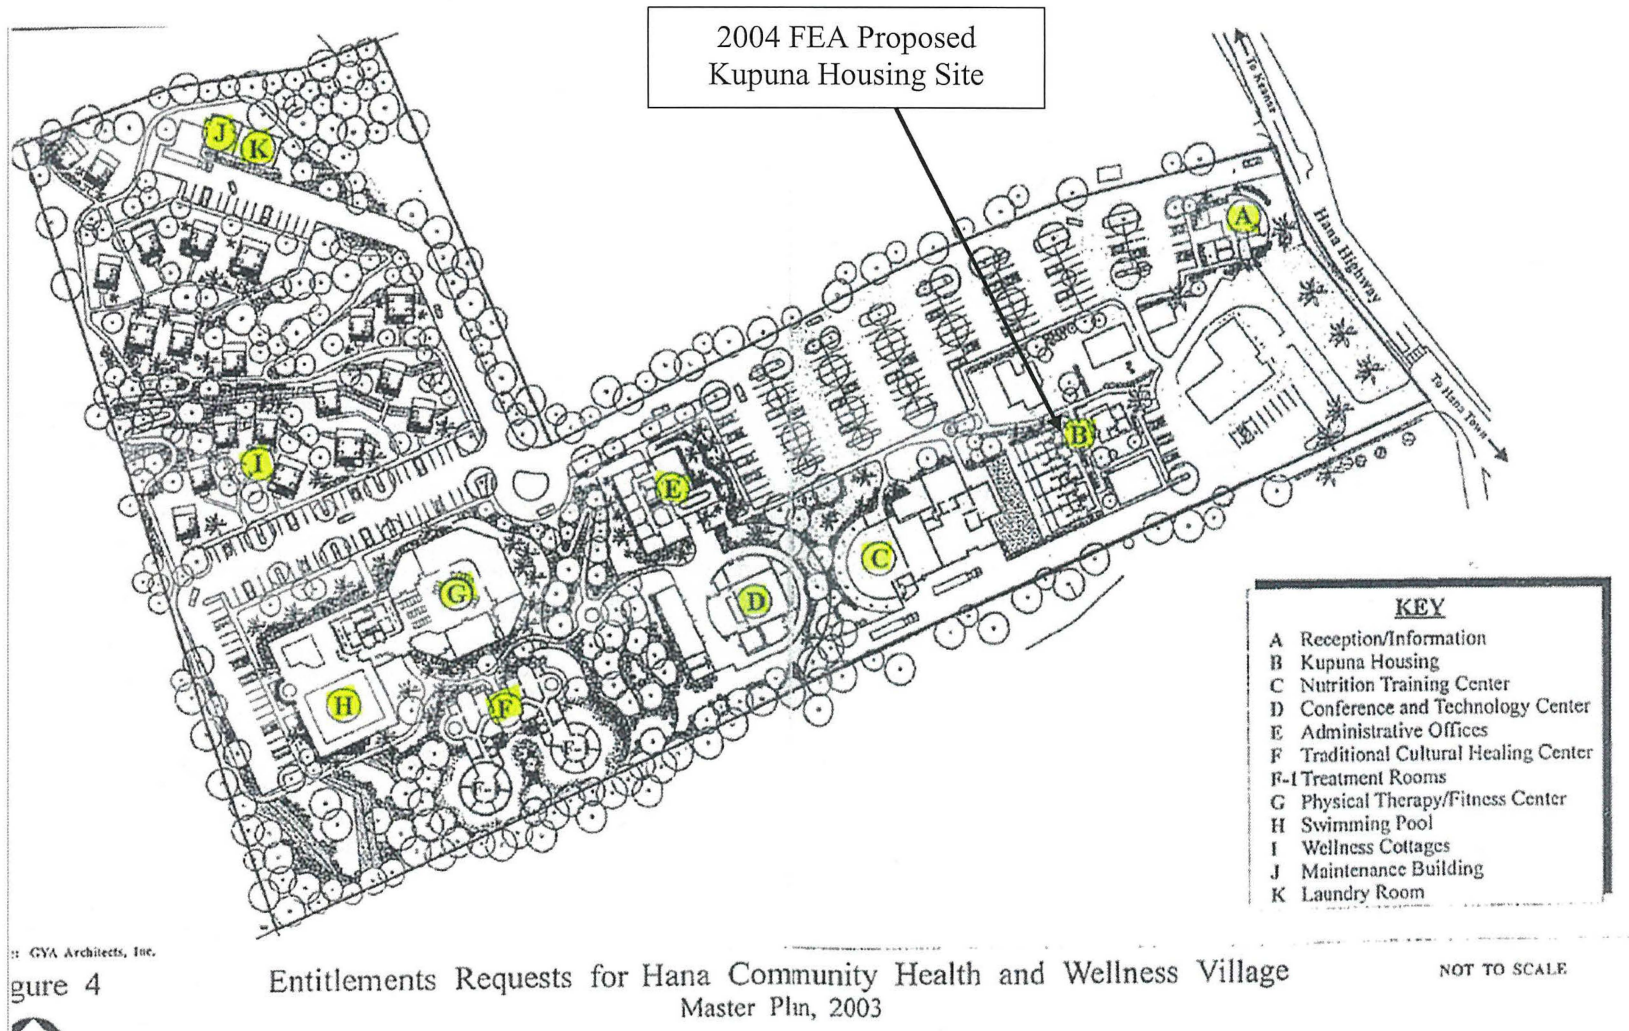 2004 FEA Proposed
Kupuna Housing Site
To Keanae
Hana Highway
To Hana Town
J
K
A
B
I
E
C
G
D
H
F
F-1
F-1
KEY
A Reception/Information
B Kupuna Housing
C Nutrition Training Center
D Conference and Technology Center
E Administrative Offices
F Traditional Cultural Healing Center
F-1 Treatment Rooms
G Physical Therapy/Fitness Center
H Swimming Pool
I Wellness Cottages
J Maintenance Building
K Laundry Room
: GYA Architects, Inc.
gure 4
Entitlements Requests for Hana Community Health and Wellness Village
Master Plan, 2003
NOT TO SCALE